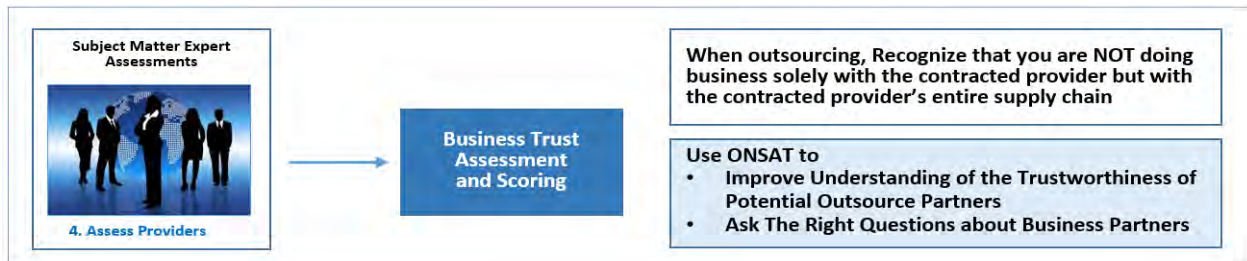 Subject Matter Expert
Assessments
4. Assess Providers
Business Trust
Assessment
and Scoring
When outsourcing, Recognize that you are NOT doing
business solely with the contracted provider but with
the contracted provider’s entire supply chain
Use ONSAT to
• Improve Understanding of the Trustworthiness of
Potential Outsource Partners
• Ask The Right Questions about Business Partners